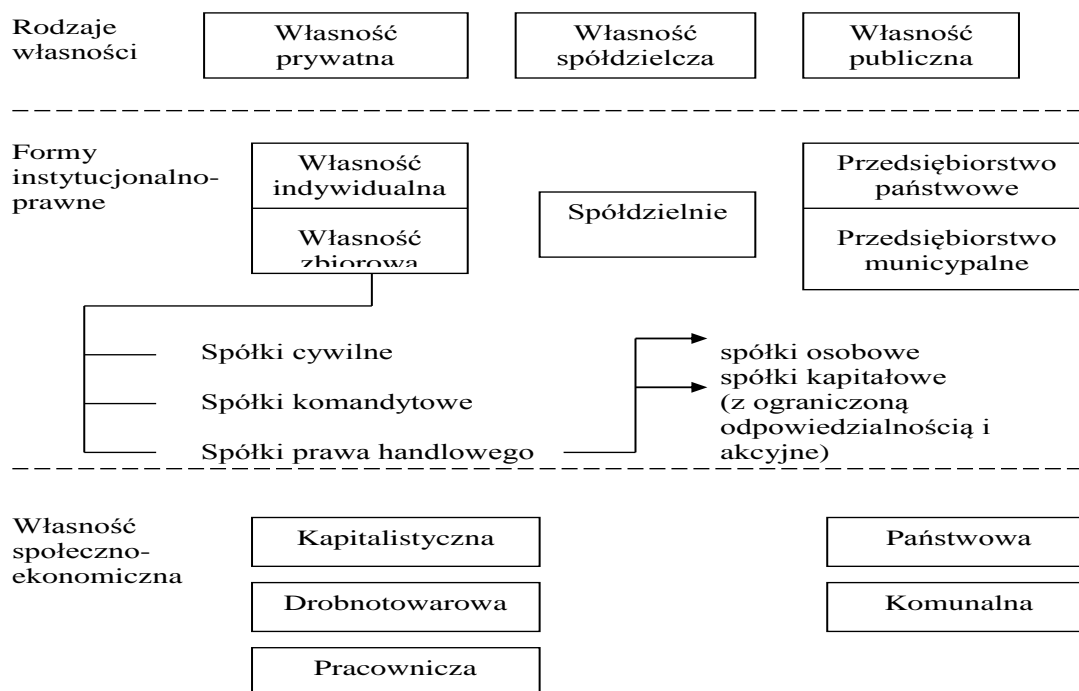 Rodzaje
własności
Własność
prywatna
Własność
spółdzielcza
Własność
publiczna
Formy
instytucjonalno-
prawne
Własność
indywidualna
Własność
zbiorowa
Spółdzielnie
Przedsiębiorstwo
państwowe
Przedsiębiorstwo
municypalne
Spółki cywilne
Spółki komandytowe
Spółki prawa handlowego
spółki osobowe
spółki kapitałowe
(z ograniczoną
odpowiedzialnością i
akcyjne)
Własność
społeczno-
ekonomiczna
Kapitalistyczna
Drobnotowarowa
Pracownicza
Państwowa
Komunalna